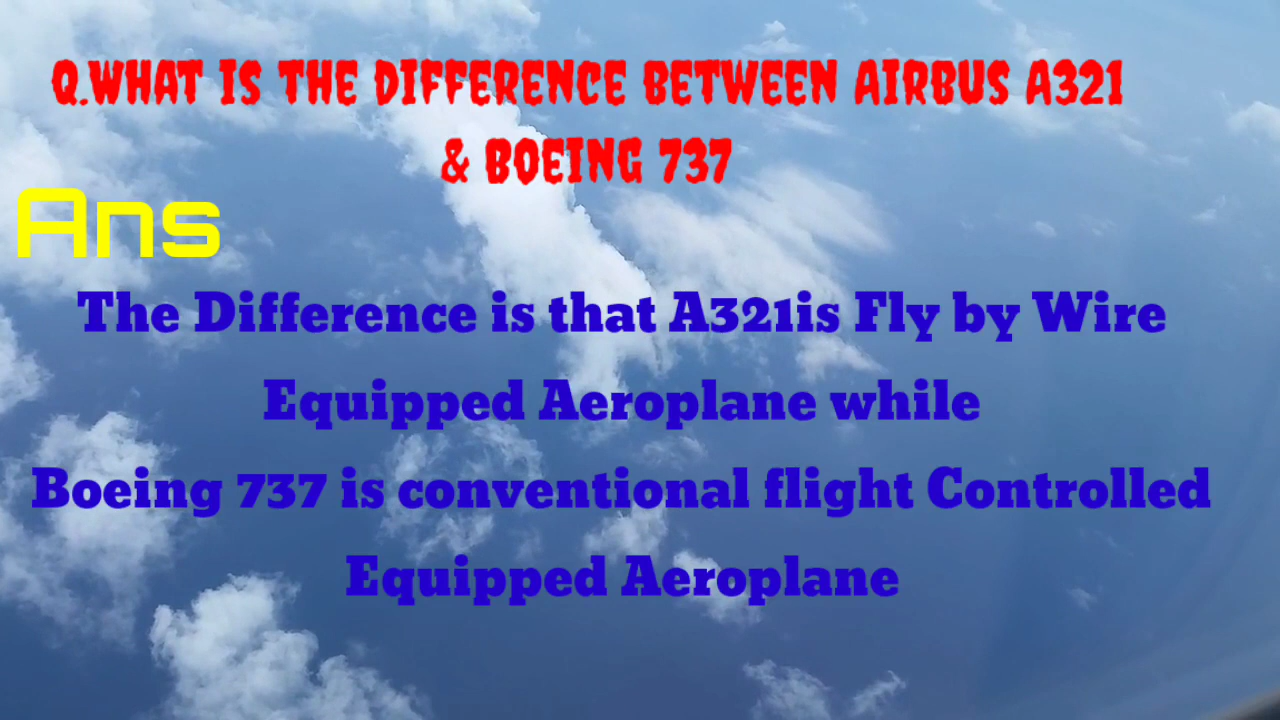 Q.WHAT IS THE DIFFERENCE BETWEEN AIRBUS A321
& BOEING 737
Ans
The Difference is that A321is Fly by Wire
Equipped Aeroplane while
Boeing 737 is conventional flight Controlled
Equipped Aeroplane